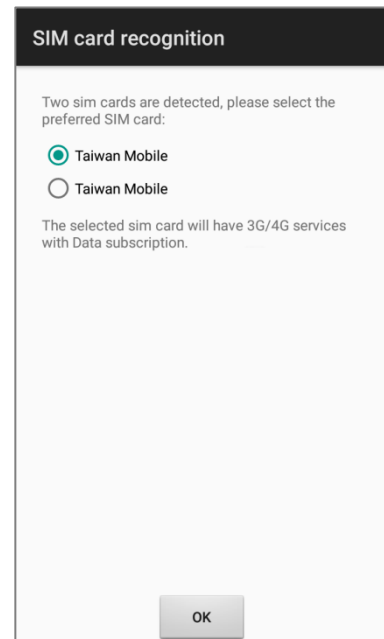 SIM card recognition
Two sim cards are detected, please select the
preferred SIM card:
Taiwan Mobile
Taiwan Mobile
The selected sim card will have 3G/4G services
with Data subscription.
OK